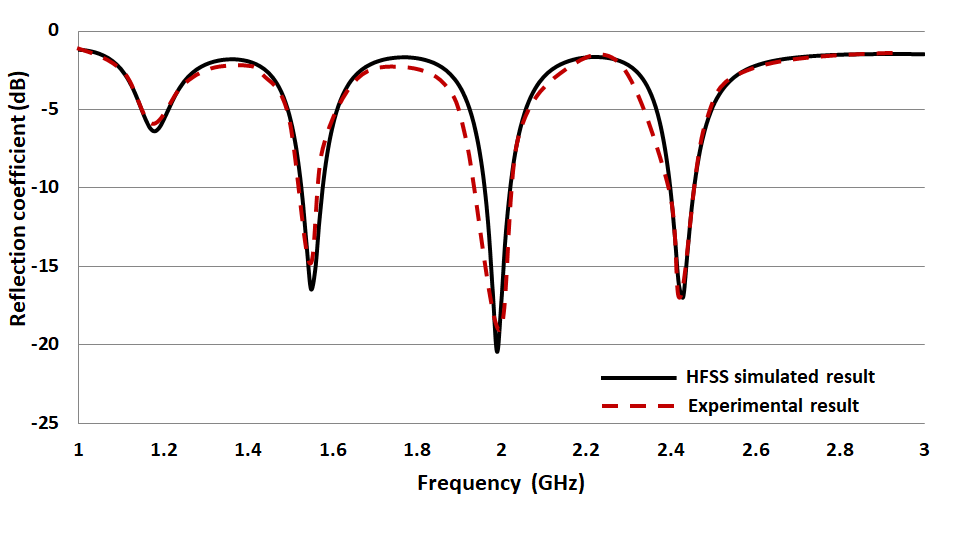 Reflection coefficient (dB)
0
-5
-10
-15
-20
-25
HFSS simulated result
Experimental result
1 1.2 1.4 1.6 1.8 2 2.2 2.4 2.6 2.8 3
Frequency (GHz)